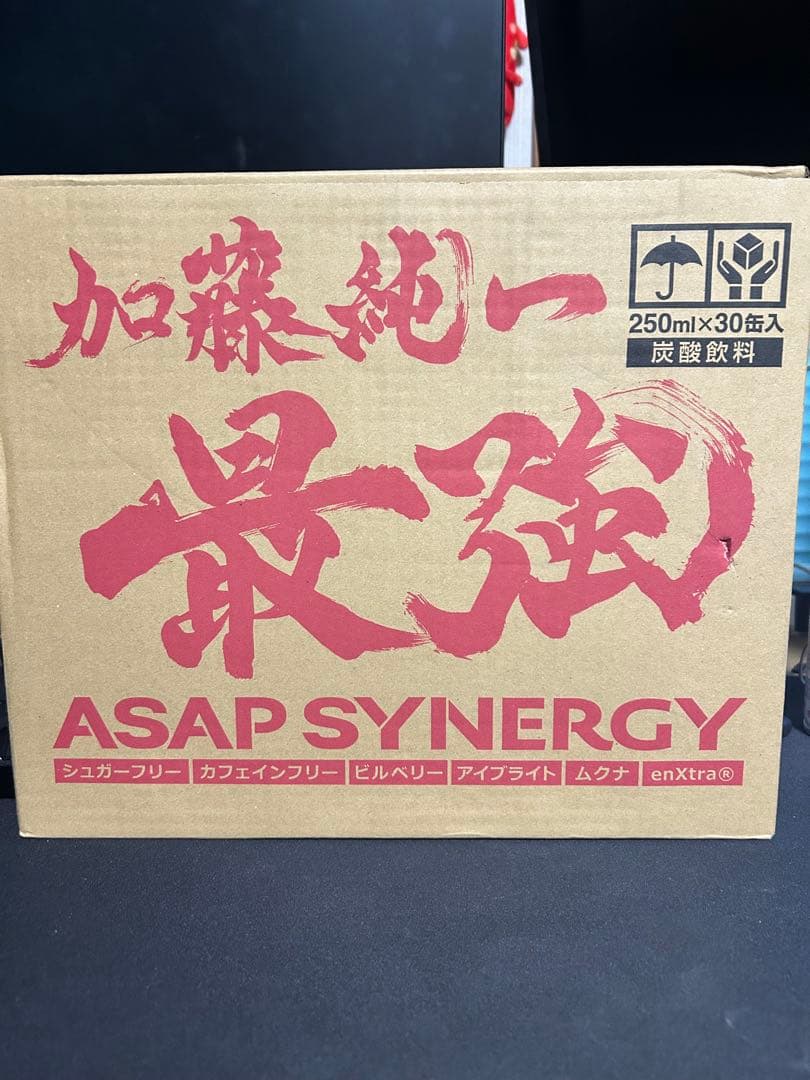 加藤純一
250ml×30缶入
炭酸飲料
最強
ASAP SYNERGY
シュガーフリー カフェインフリー ビルベリー アイブライト ムクナ enXtra®